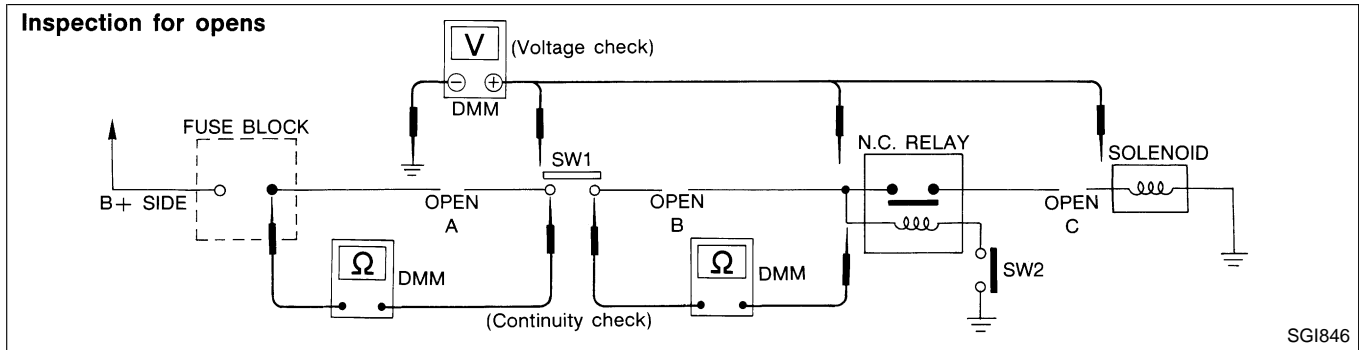 Inspection for opens
V
(Voltage check)
− +
DMM
FUSE BLOCK
N.C. RELAY
SW1
SOLENOID
B+ SIDE
OPEN
A
OPEN
B
OPEN
C
Ω
DMM
Ω
DMM
SW2
(Continuity check)
SGI846